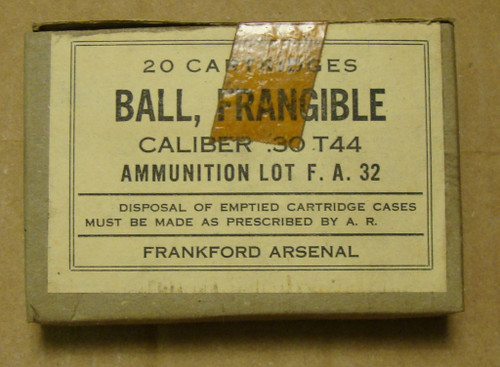 20 CARTRIDGES
BALL, FRANGIBLE
CALIBER .30 T44
AMMUNITION LOT F. A. 32
DISPOSAL OF EMPTIED CARTRIDGE CASES
MUST BE MADE AS PRESCRIBED BY A. R.
FRANKFORD ARSENAL